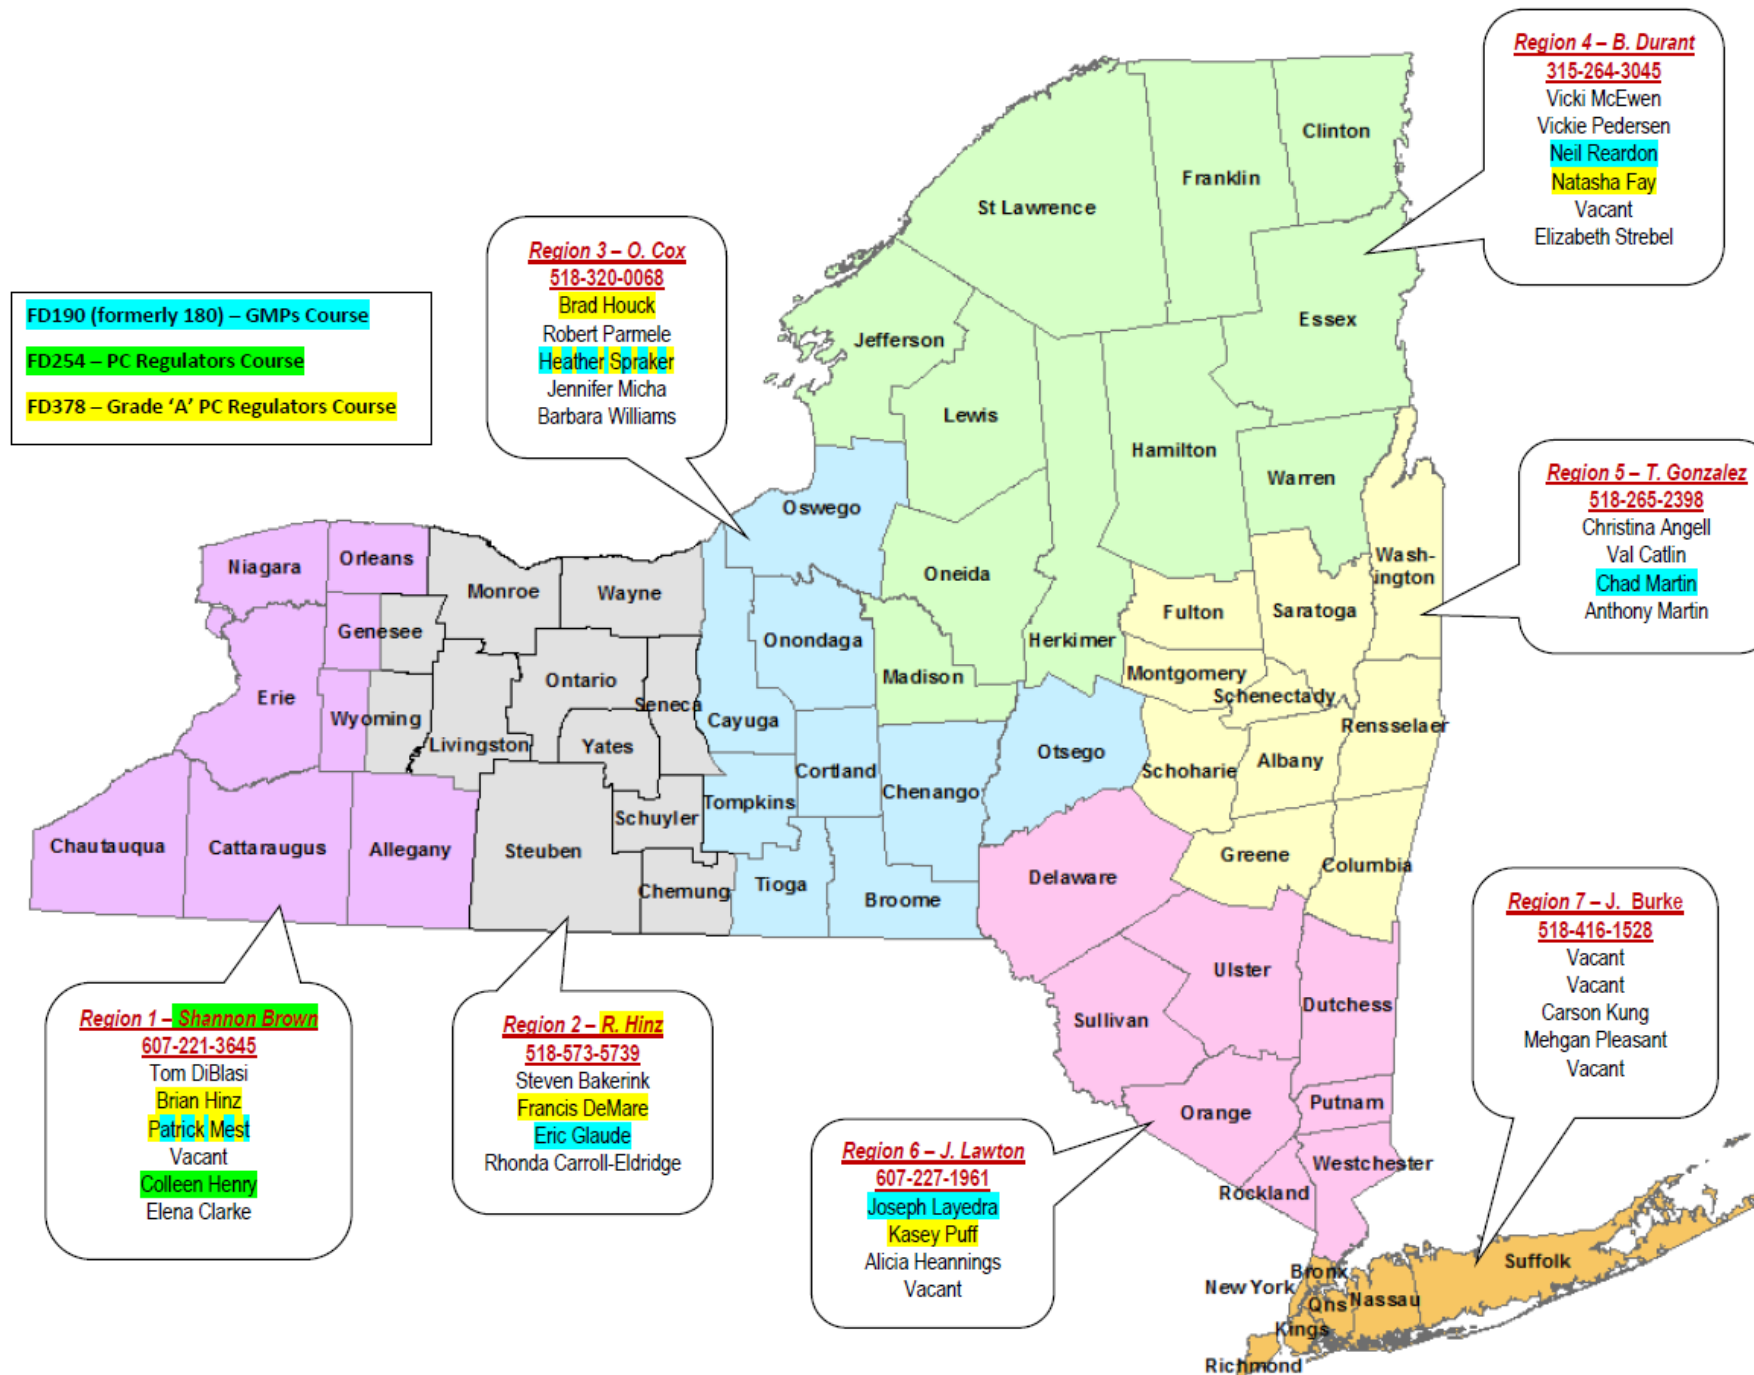 Region 4 – B. Durant
315-264-3045
Vicki McEwen
Vickie Pedersen
Neil Reardon
Natasha Fay
Vacant
Elizabeth Strebel
Region 3 – O. Cox
518-320-0068
Brad Houck
Robert Parmele
Heather Spraker
Jennifer Micha
Barbara Williams
FD190 (formerly 180) – GMPs Course
FD254 – PC Regulators Course
FD378 – Grade ‘A’ PC Regulators Course
Region 5 – T. Gonzalez
518-265-2398
Christina Angell
Val Catlin
Chad Martin
Anthony Martin
Clinton
Franklin
St Lawrence
Essex
Jefferson
Lewis
Hamilton
Warren
Oswego
Oneida
Herkimer
Madison
Wash-
ington
Saratoga
Fulton
Montgomery
Schenectady
Rensselaer
Schoharie
Albany
Greene
Columbia
Niagara
Orleans
Monroe
Wayne
Genesee
Onondaga
Ontario
Seneca
Cayuga
Erie
Wyoming
Livingston
Yates
Cortland
Chenango
Otsego
Tompkins
Schuyler
Chautauqua
Cattaraugus
Allegany
Steuben
Chemung
Tioga
Broome
Delaware
Ulster
Sullivan
Dutchess
Orange
Putnam
Westchester
Rockland
Bronx
New York
Qns
Nassau
Suffolk
Kings
Richmond
Region 7 – J. Burke
518-416-1528
Vacant
Vacant
Carson Kung
Mehgan Pleasant
Vacant
Region 1 – Shannon Brown
607-221-3645
Tom DiBlasi
Brian Hinz
Patrick Mest
Vacant
Colleen Henry
Elena Clarke
Region 2 – R. Hinz
518-573-5739
Steven Bakerink
Francis DeMare
Eric Glaude
Rhonda Carroll-Eldridge
Region 6 – J. Lawton
607-227-1961
Joseph Layedra
Kasey Puff
Alicia Heannings
Vacant